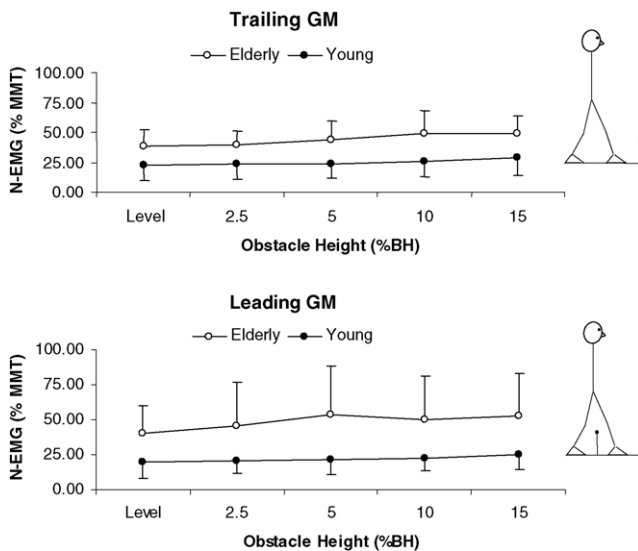 Trailing GM
Elderly Young
N-EMG (% MMT)
100.00
75.00
50.00
25.00
0.00
Level 2.5 5 10 15
Obstacle Height (%BH)
Leading GM
Elderly Young
N-EMG (% MMT)
100.00
75.00
50.00
25.00
0.00
Level 2.5 5 10 15
Obstacle Height (%BH)